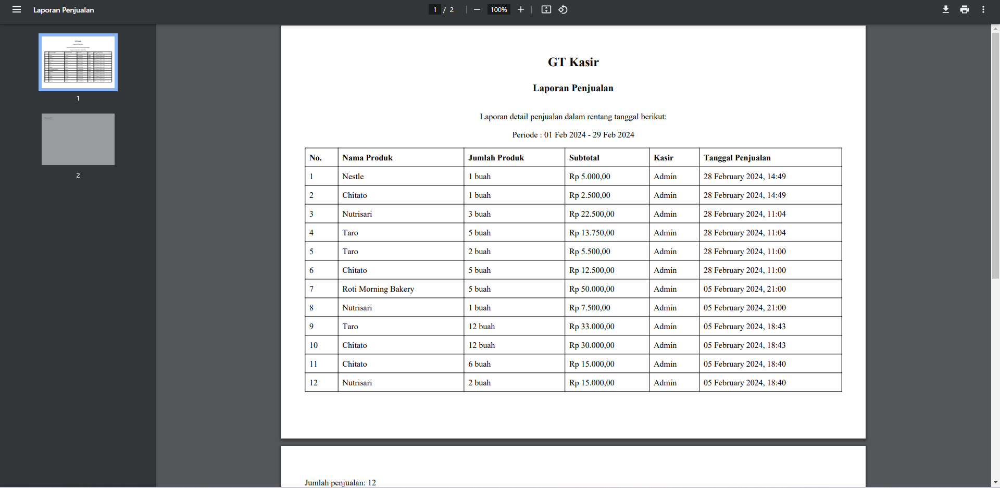 Laporan Penjualan
1 / 2
100%
1
2
GT Kasir
Laporan Penjualan
Laporan detail penjualan dalam rentang tanggal berikut:
Periode : 01 Feb 2024 - 29 Feb 2024
No. Nama Produk Jumlah Produk Subtotal Kasir Tanggal Penjualan
1 Nestle 1 buah Rp 5.000,00 Admin 28 February 2024, 14:49
2 Chitato 1 buah Rp 2.500,00 Admin 28 February 2024, 14:49
3 Nutrisari 3 buah Rp 22.500,00 Admin 28 February 2024, 11:04
4 Taro 5 buah Rp 13.750,00 Admin 28 February 2024, 11:04
5 Taro 2 buah Rp 5.500,00 Admin 28 February 2024, 11:00
6 Chitato 5 buah Rp 12.500,00 Admin 28 February 2024, 11:00
7 Roti Morning Bakery 5 buah Rp 50.000,00 Admin 05 February 2024, 21:00
8 Nutrisari 1 buah Rp 7.500,00 Admin 05 February 2024, 21:00
9 Taro 12 buah Rp 33.000,00 Admin 05 February 2024, 18:43
10 Chitato 12 buah Rp 30.000,00 Admin 05 February 2024, 18:43
11 Chitato 6 buah Rp 15.000,00 Admin 05 February 2024, 18:40
12 Nutrisari 2 buah Rp 15.000,00 Admin 05 February 2024, 18:40
Jumlah penjualan: 12